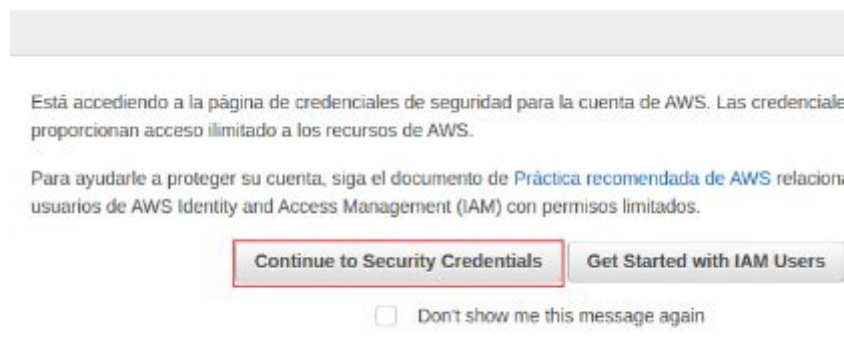 Está accediendo a la página de credenciales de seguridad para la cuenta de AWS. Las credenciale
proporcionan acceso ilimitado a los recursos de AWS.
Para ayudarle a proteger su cuenta, siga el documento de Práctica recomendada de AWS relaciona
usuarios de AWS Identity and Access Management (IAM) con permisos limitados.
Continue to Security Credentials Get Started with IAM Users
Don't show me this message again